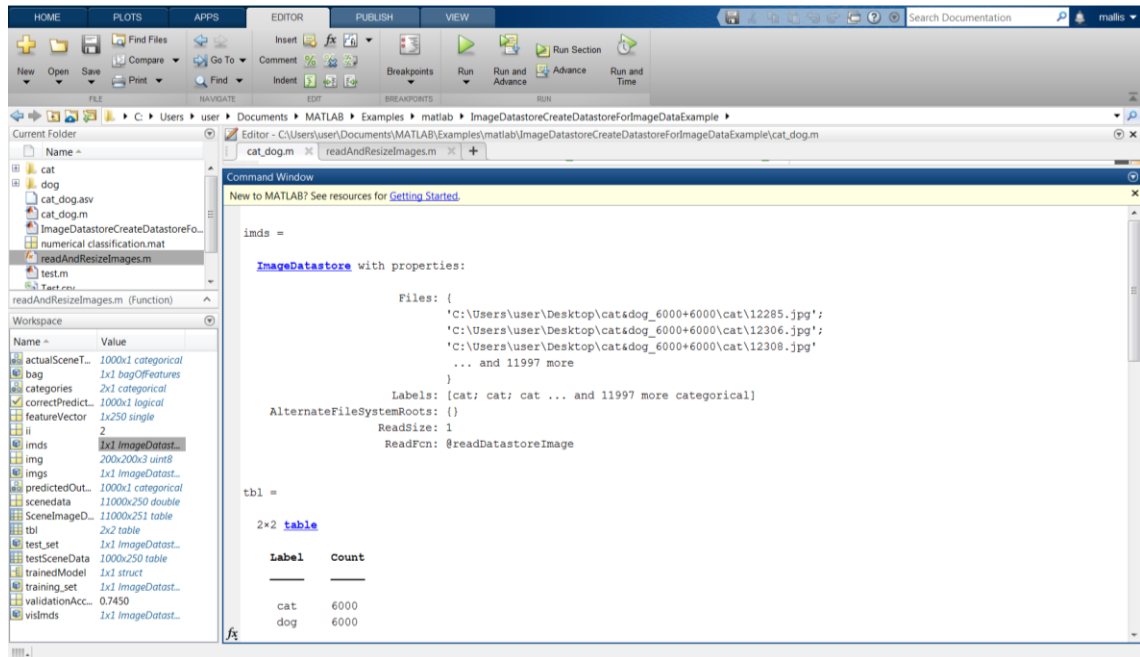 HOME PLOTS APPS EDITOR PUBLISH VIEW Search Documentation mallis
New Open Save Find Files Compare Print
Go To Find
Insert fx Comment % Indent
Breakpoints
Run Run and Advance Run Section Advance Run and Time
FILE NAVIGATE EDIT BREAKPOINTS RUN
C: Users user Documents MATLAB Examples matlab ImageDatastoreCreateDatastoreForImageDataExample
Current Folder
Name
cat
dog
cat_dog.asv
cat_dog.m
ImageDatastoreCreateDatastoreFo...
numerical classification.mat
readAndResizeImages.m
test.m
readAndResizeImages.m (Function)
Workspace
Name Value
actualSceneT... 1000x1 categorical
bag 1x1 bagOfFeatures
categories 2x1 categorical
correctPredict... 1000x1 logical
featureVector 1x250 single
ii 2
imds 1x1 ImageDatast...
img 200x200x3 uint8
imgs 1x1 ImageDatast...
predictedOut... 1000x1 categorical
scenedata 11000x250 double
SceneImageD... 11000x251 table
tbl 2x2 table
test_set 1x1 ImageDatast...
testSceneData 1000x250 table
trainedModel 1x1 struct
training_set 1x1 ImageDatast...
validationAcc... 0.7450
visImds 1x1 ImageDatast...
Editor - C:\Users\user\Documents\MATLAB\Examples\matlab\ImageDatastoreCreateDatastoreForImageDataExample\cat_dog.m
cat_dog.m readAndResizeImages.m +
Command Window
New to MATLAB? See resources for Getting Started.
imds =
ImageDatastore with properties:
Files: {
'C:\Users\user\Desktop\cat&dog_6000+6000\cat\12285.jpg';
'C:\Users\user\Desktop\cat&dog_6000+6000\cat\12306.jpg';
'C:\Users\user\Desktop\cat&dog_6000+6000\cat\12308.jpg'
... and 11997 more
}
Labels: [cat; cat; cat ... and 11997 more categorical]
AlternateFileSystemRoots: {}
ReadSize: 1
ReadFcn: @readDatastoreImage
tbl =
2×2 table
Label Count
cat 6000
dog 6000
fx